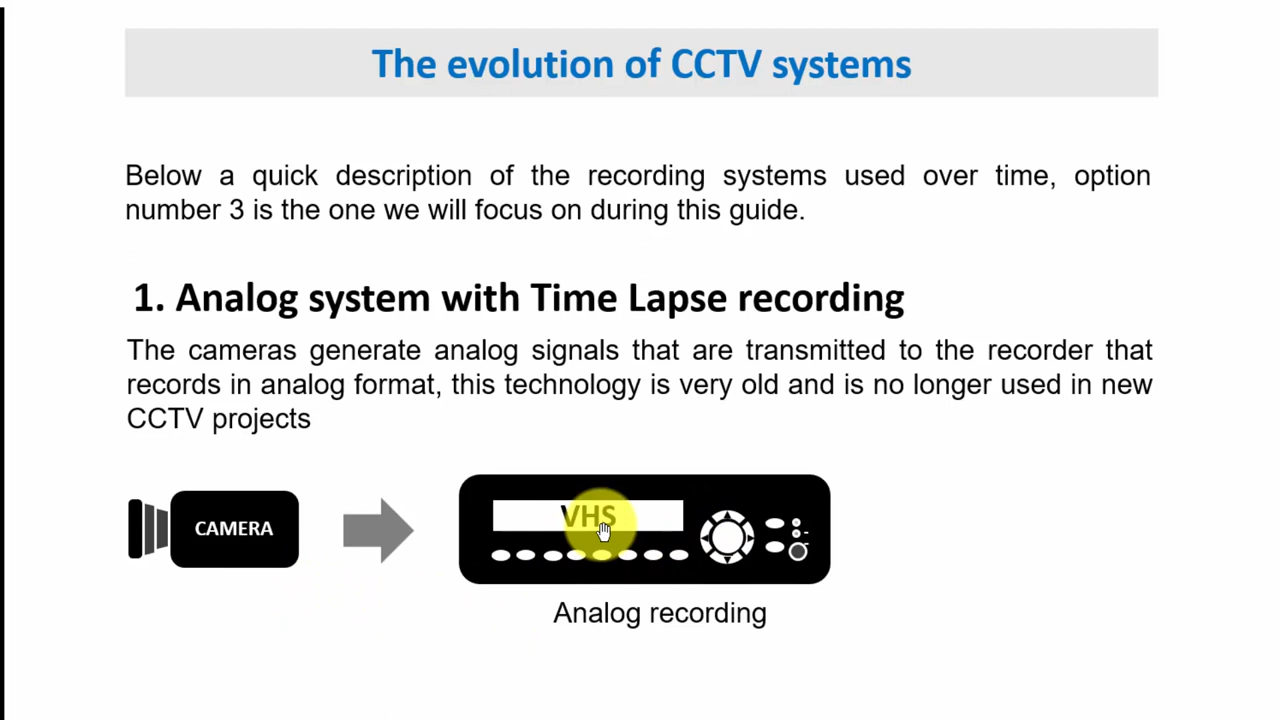 The evolution of CCTV systems
Below a quick description of the recording systems used over time, option
number 3 is the one we will focus on during this guide.
1. Analog system with Time Lapse recording
The cameras generate analog signals that are transmitted to the recorder that
records in analog format, this technology is very old and is no longer used in new
CCTV projects
CAMERA
VHS
Analog recording